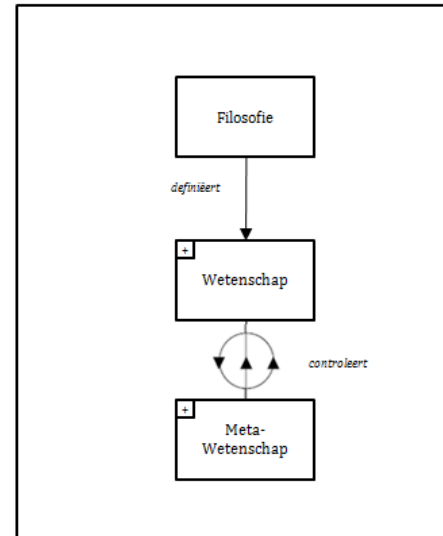 Filosofie
definiëert
+
Wetenschap
controleert
+
Meta-
Wetenschap